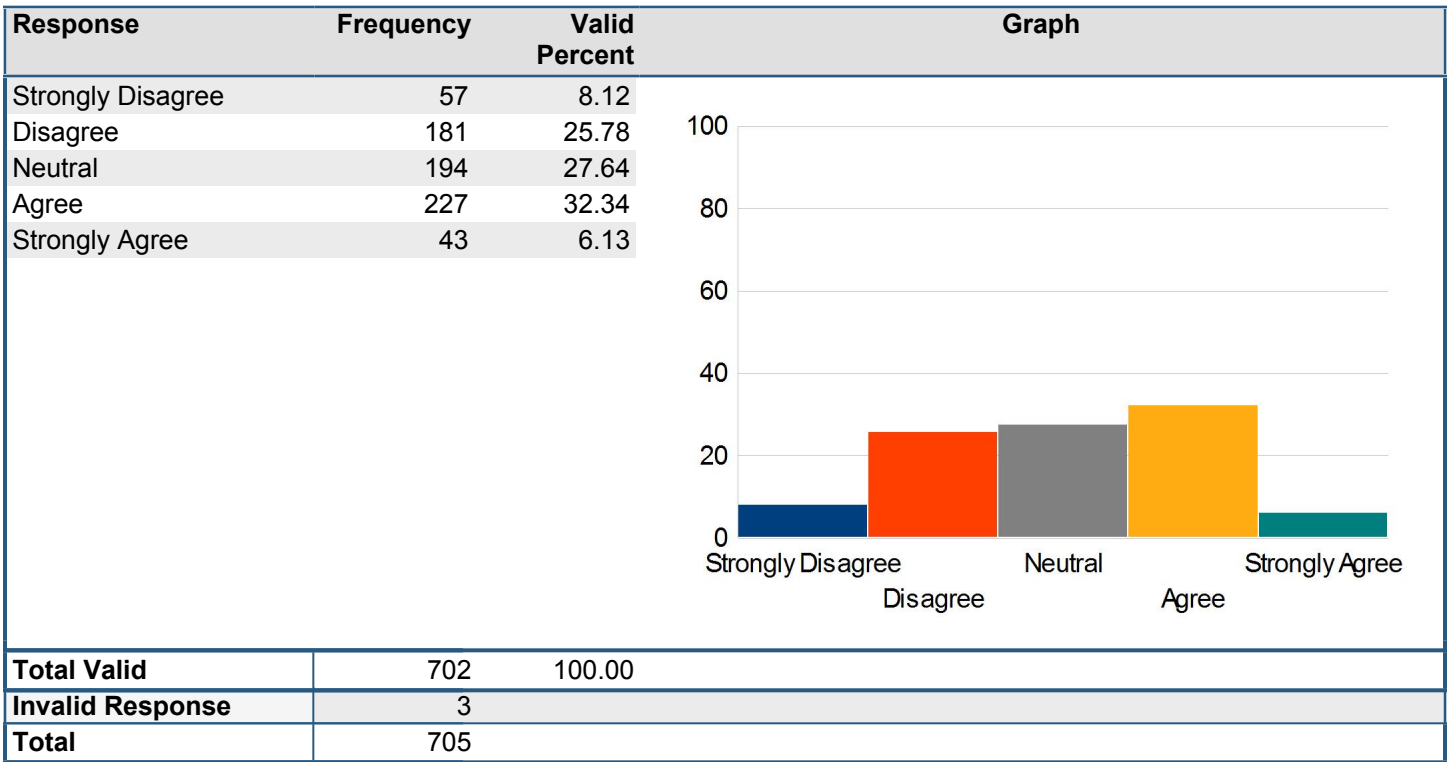 Response Frequency Valid Percent Graph
Strongly Disagree 57 8.12
Disagree 181 25.78
Neutral 194 27.64
Agree 227 32.34
Strongly Agree 43 6.13
100
80
60
40
20
0
Strongly Disagree Neutral Strongly Agree
Disagree Agree
Total Valid 702 100.00
Invalid Response 3
Total 705